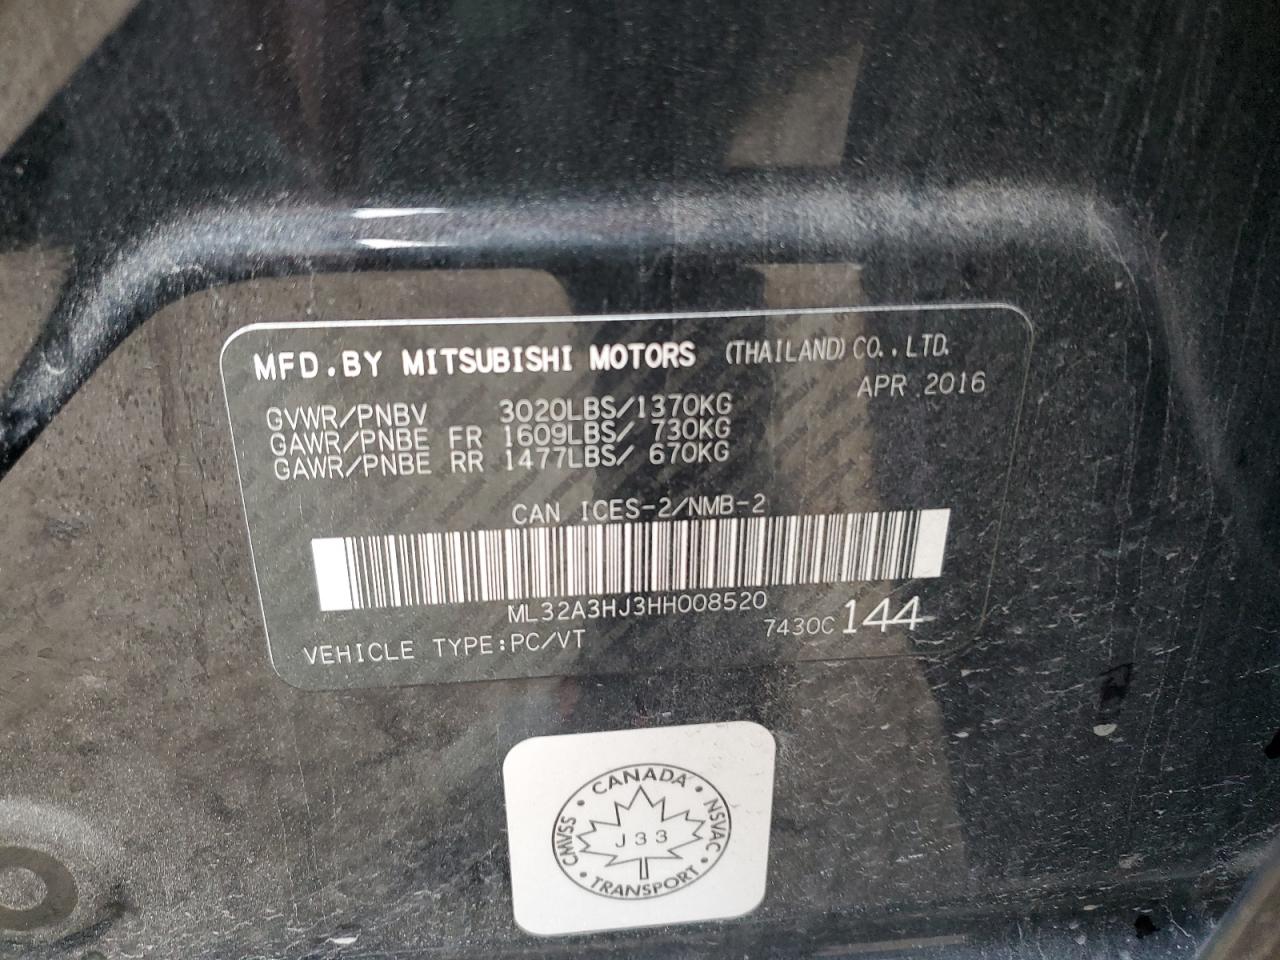 MFD.BY MITSUBISHI MOTORS (THAILAND)CO.,LTD.
APR.2016
GVWR/PNBV 3020LBS/1370KG
GAWR/PNBE FR 1609LBS/ 730KG
GAWR/PNBE RR 1477LBS/ 670KG
CAN ICES-2/NMB-2
ML32A3HJ3HH008520
7430C 144
VEHICLE TYPE:PC/VT
CANADA
CMVSS
NSVAC
J33
TRANSPORT